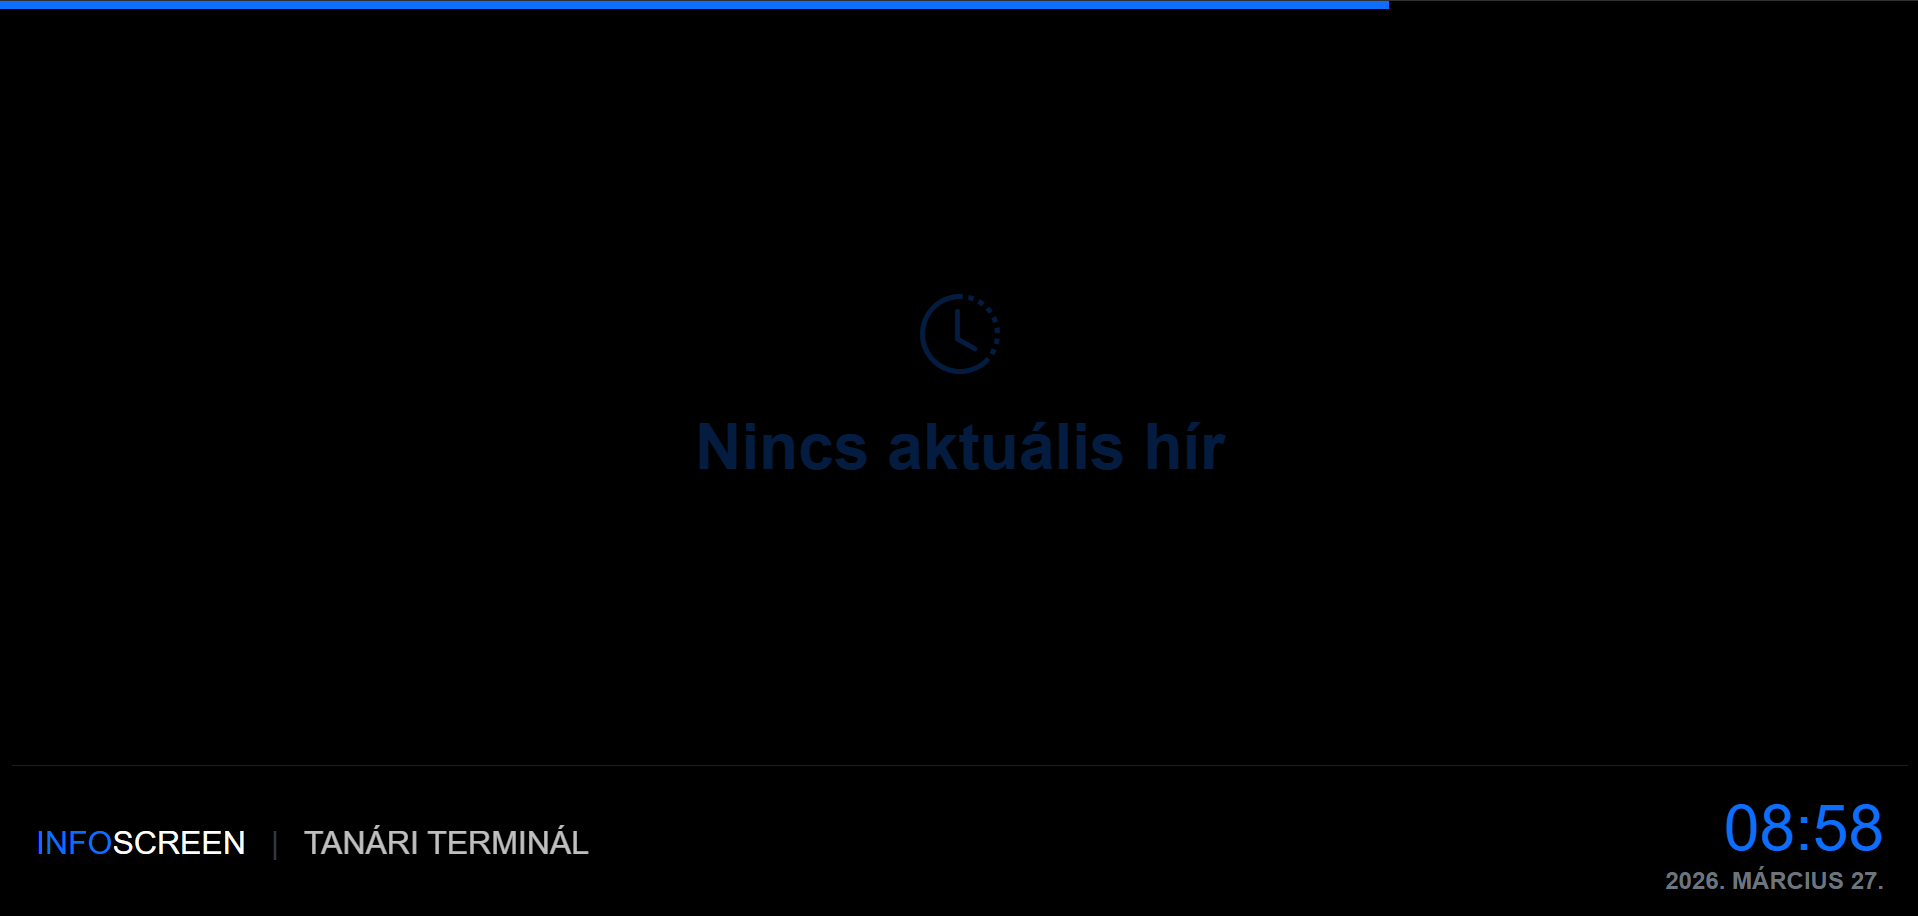 Nincs aktuális hír
INFOSCREEN | TANÁRI TERMINÁL
08:58
2026. MÁRCIUS 27.